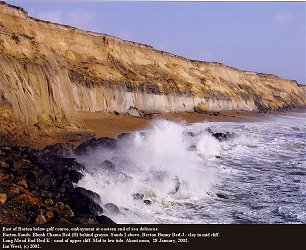 East of Barton below golf course, embayment at eastern end of sea defences.
Barton Sands. Bluish Chama Bed (H) behind groyne. Sands I above. Becton Bunny Bed J - clay in mid cliff.
Long Mead End Bed K - sand of upper cliff. Mid to low tide. About noon, 28 January, 2002.
Ian West, (c) 2002.